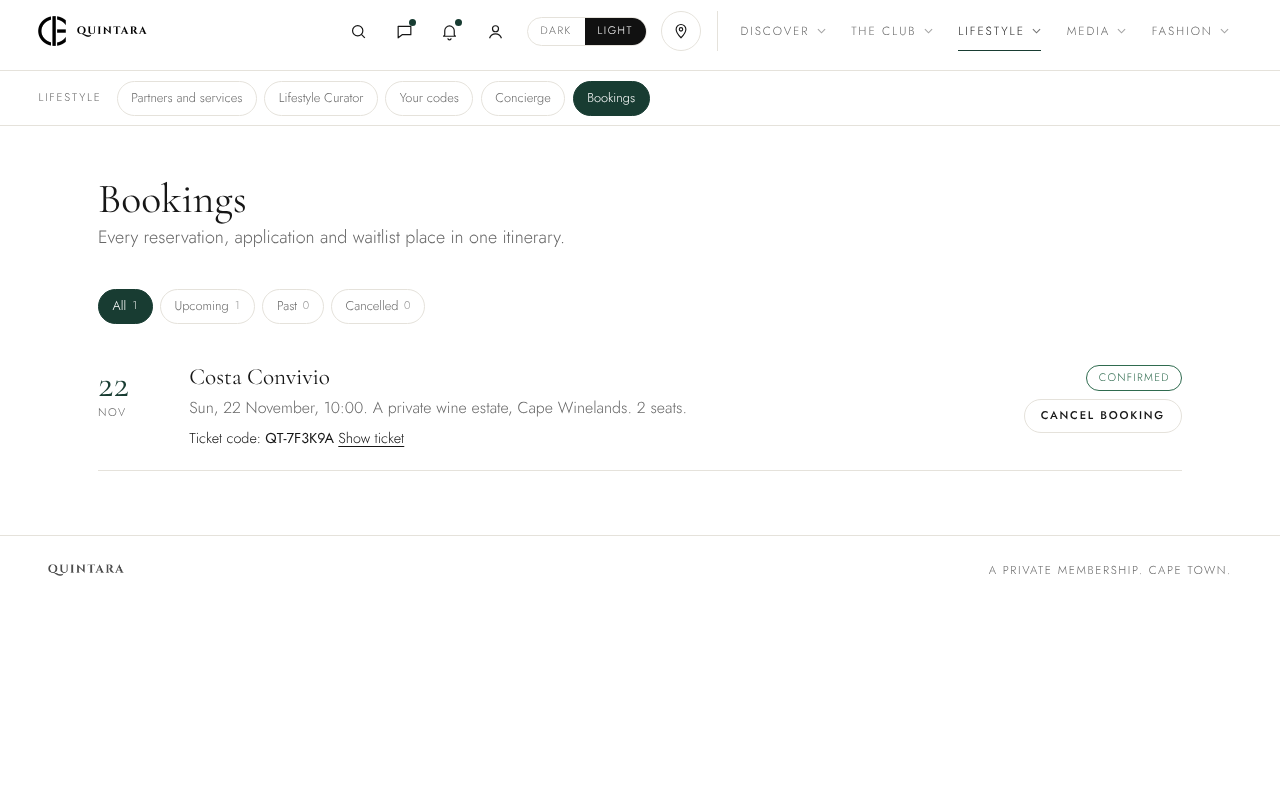 QUINTARA
DARK LIGHT
DISCOVER THE CLUB LIFESTYLE MEDIA FASHION
LIFESTYLE Partners and services Lifestyle Curator Your codes Concierge Bookings
Bookings
Every reservation, application and waitlist place in one itinerary.
All 1 Upcoming 1 Past 0 Cancelled 0
22
NOV
Costa Convivio
Sun, 22 November, 10:00. A private wine estate, Cape Winelands. 2 seats.
Ticket code: QT-7F3K9A Show ticket
CONFIRMED
CANCEL BOOKING
QUINTARA
A PRIVATE MEMBERSHIP. CAPE TOWN.